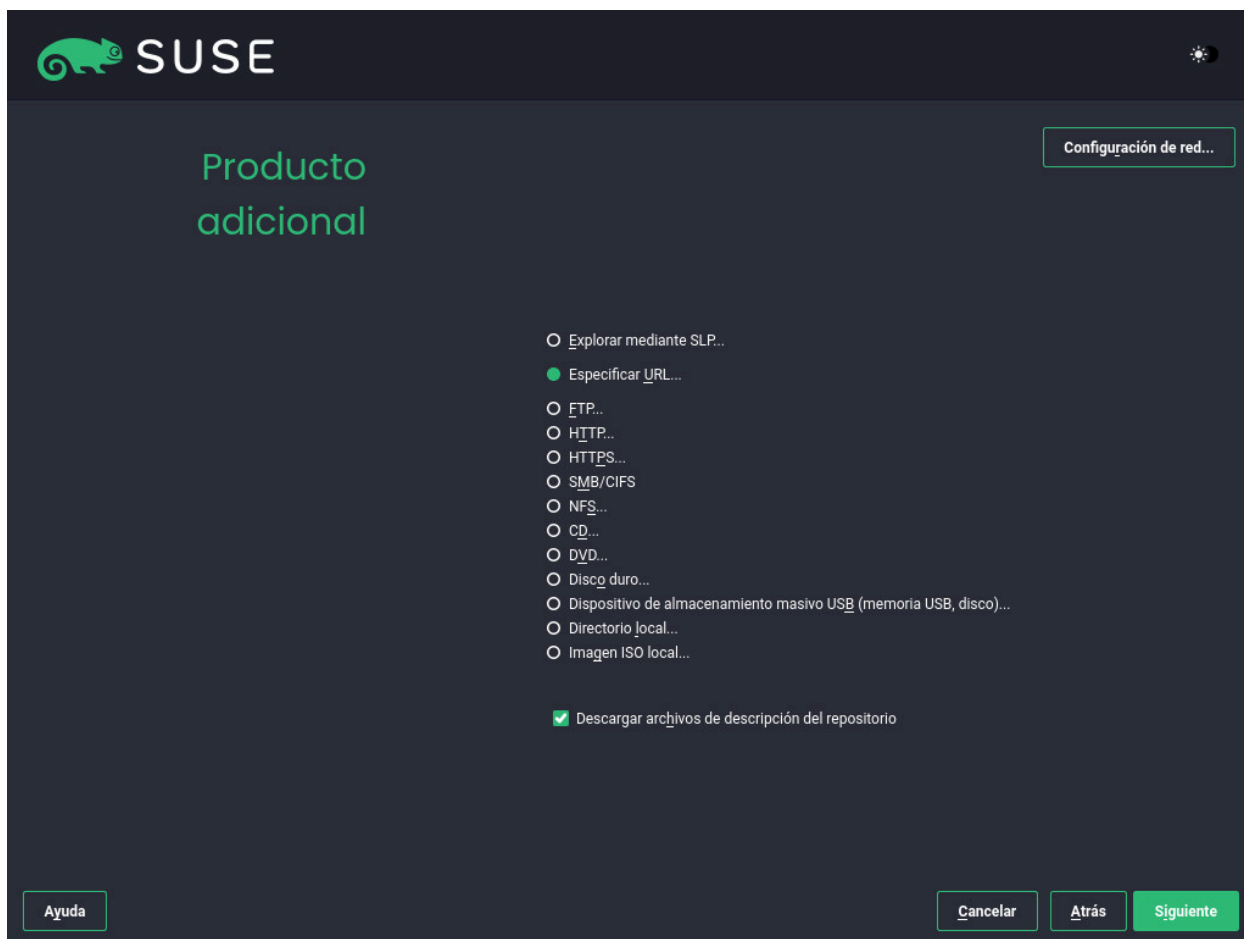 SUSE
Configuración de red...
Producto
adicional
Explorar mediante SLP...
Especificar URL...
FTP...
HTTP...
HTTPS...
SMB/CIFS
NFS...
CD...
DVD...
Disco duro...
Dispositivo de almacenamiento masivo USB (memoria USB, disco)...
Directorio local...
Imagen ISO local...
Descargar archivos de descripción del repositorio
Ayuda
Cancelar
Atrás
Siguiente